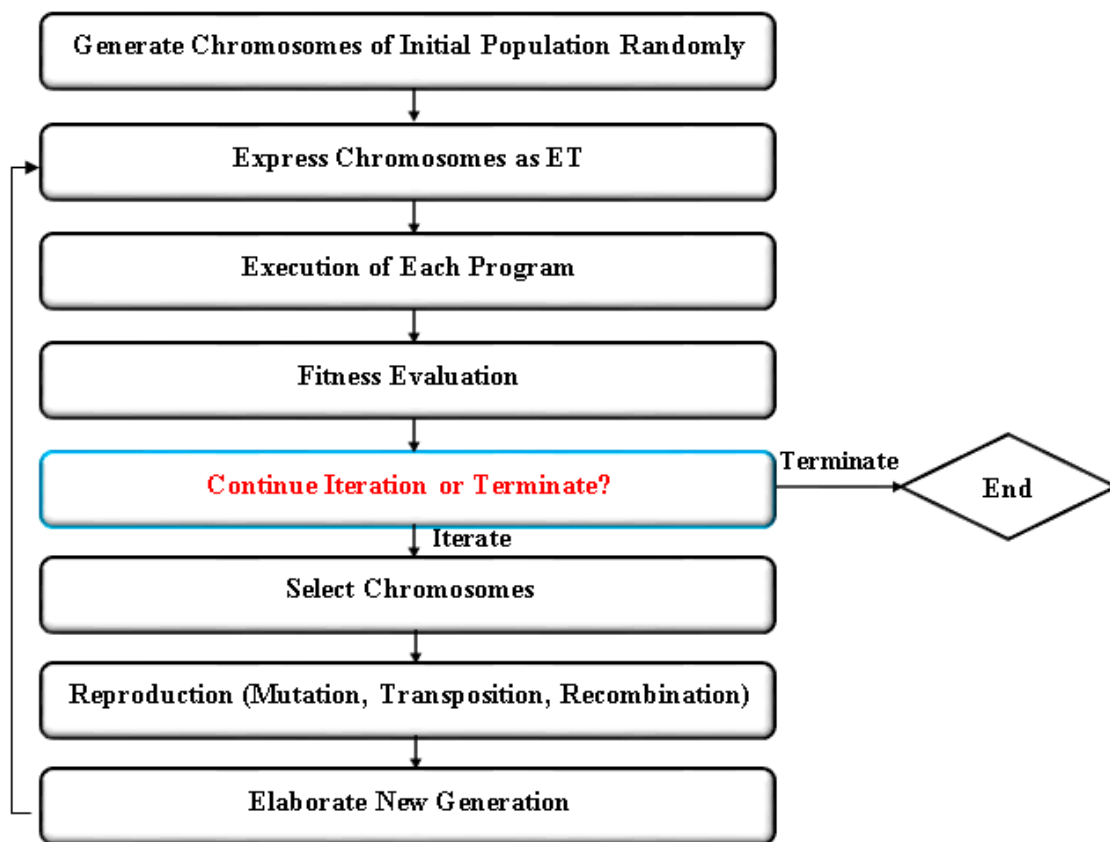 Generate Chromosomes of Initial Population Randomly
Express Chromosomes as ET
Execution of Each Program
Fitness Evaluation
Continue Iteration or Terminate?
Terminate
End
Iterate
Select Chromosomes
Reproduction (Mutation, Transposition, Recombination)
Elaborate New Generation